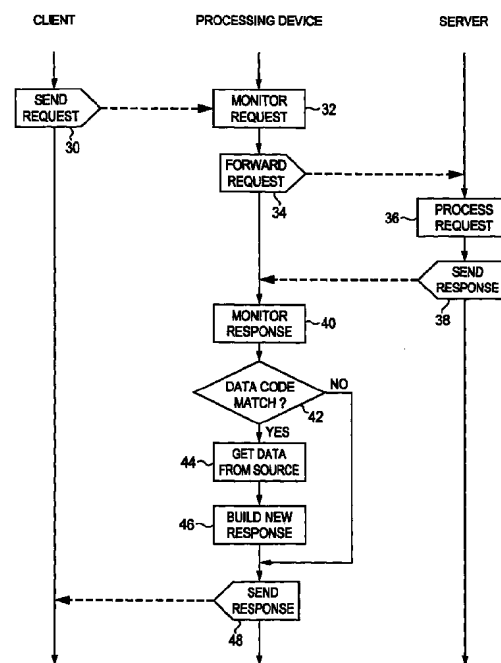 CLIENT
PROCESSING DEVICE
SERVER
SEND
REQUEST
30
MONITOR
REQUEST
32
FORWARD
REQUEST
34
36
PROCESS
REQUEST
SEND
RESPONSE
38
MONITOR
RESPONSE
40
DATA CODE
MATCH ?
NO
42
YES
44
GET DATA
FROM SOURCE
46
BUILD NEW
RESPONSE
SEND
RESPONSE
48